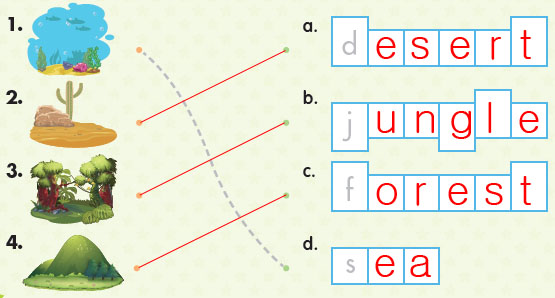 1. a. desert
2. b. jungle
3. c. forest
4. d. sea